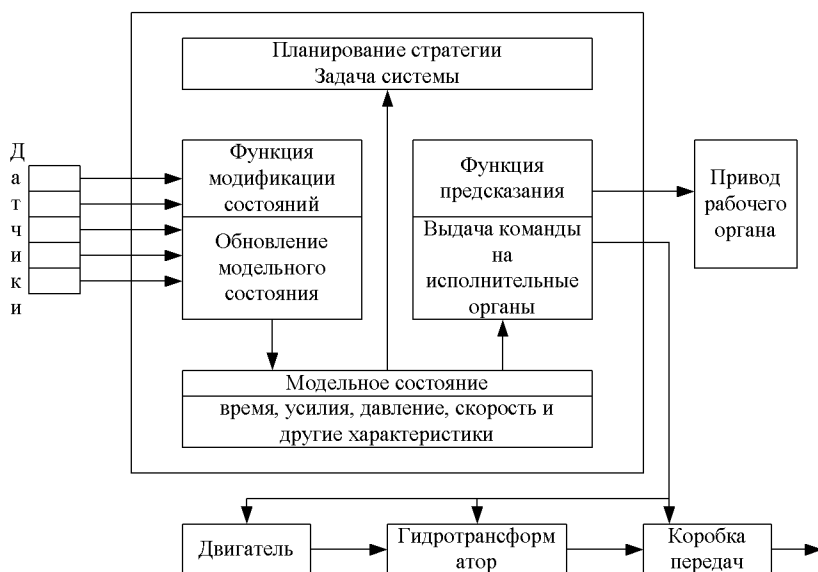 Планирование стратегии
Задача системы
Д
а
т
ч
и
к
и
Функция
модификации
состояний
Обновление
модельного
состояния
Функция
предсказания
Выдача команды
на
исполнительные
органы
Привод
рабочего
органа
Модельное состояние
время, усилия, давление, скорость и
другие характеристики
Двигатель
Гидротрансформ
атор
Коробка
передач